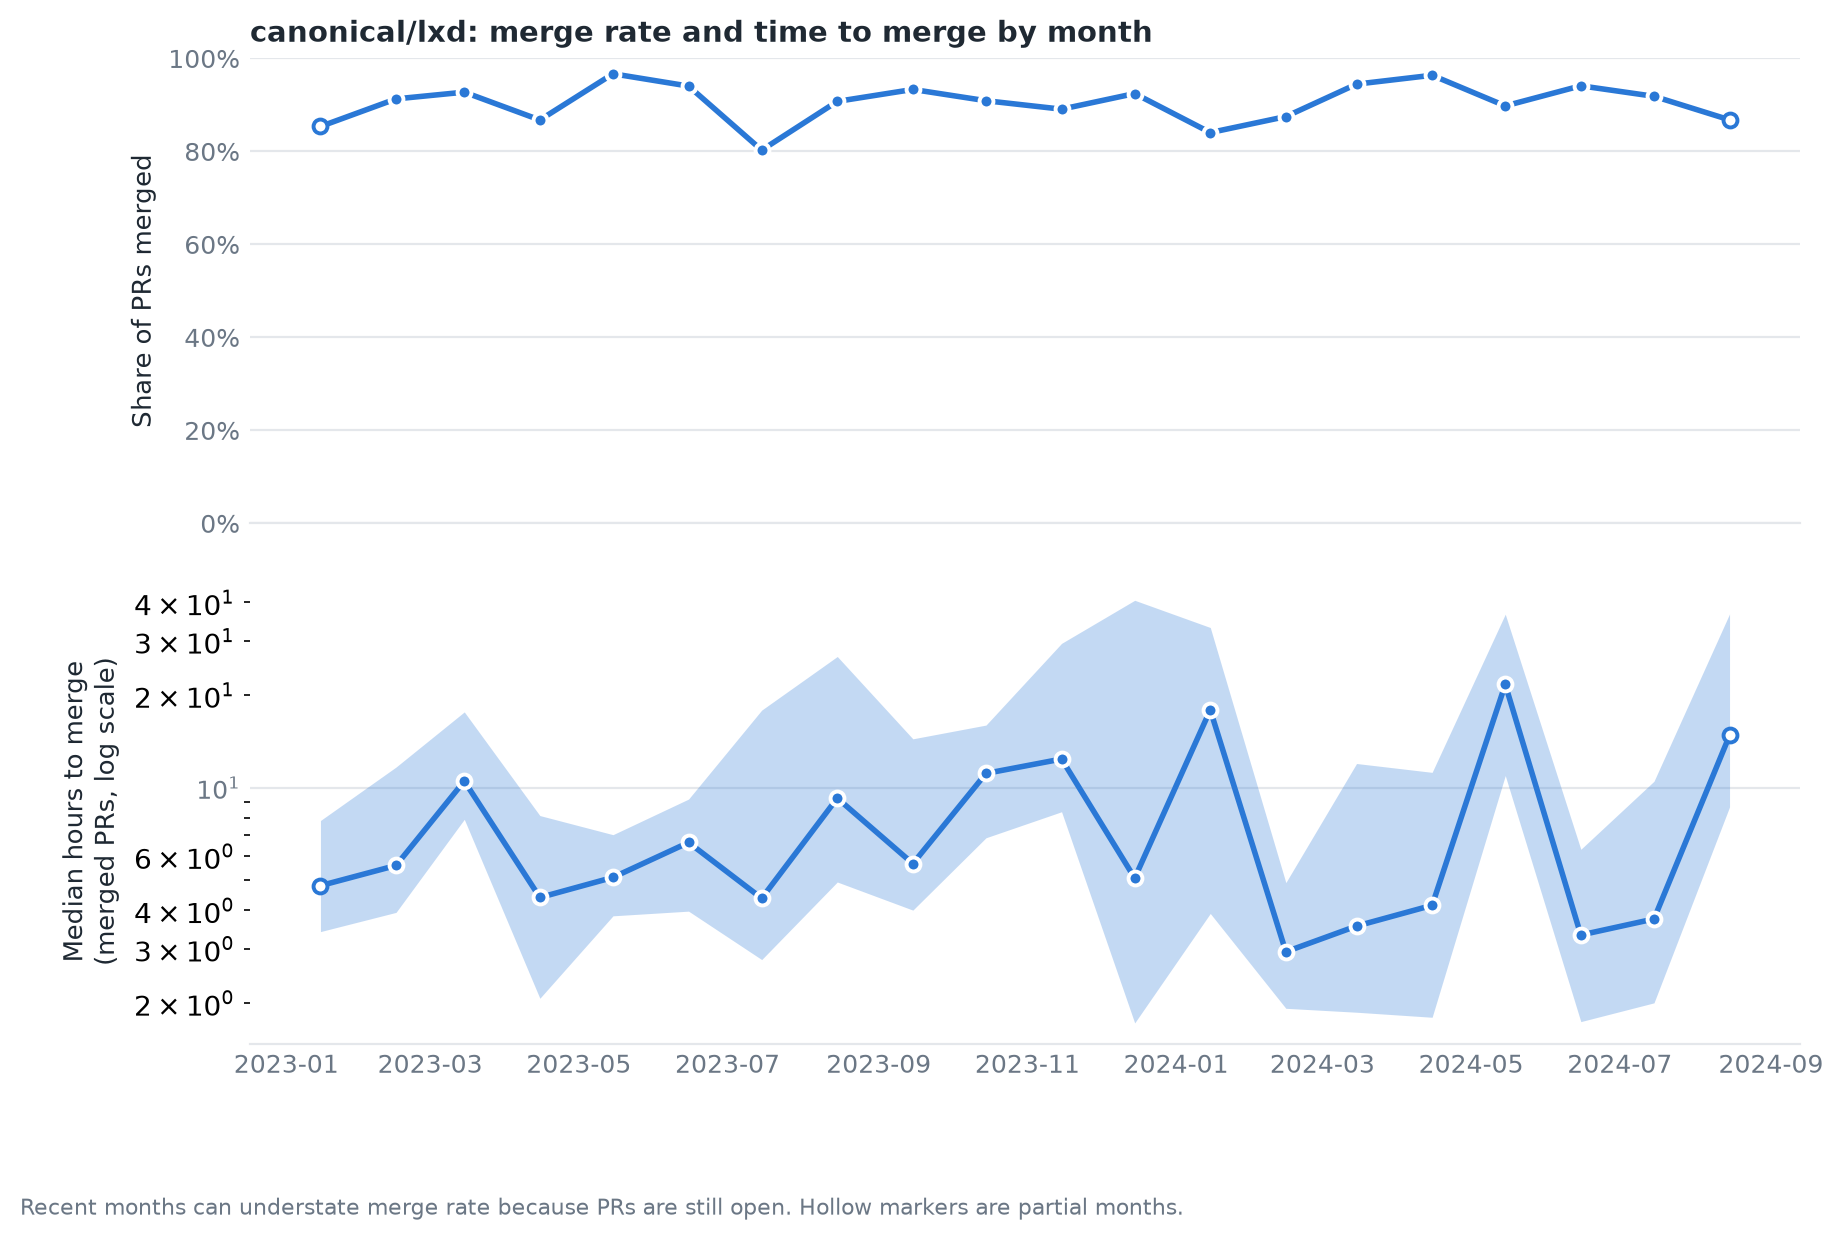 canonical/lxd: merge rate and time to merge by month
100%
80%
60%
40%
20%
0%
Share of PRs merged
4 × 10¹
3 × 10¹
2 × 10¹
10¹
6 × 10⁰
4 × 10⁰
3 × 10⁰
2 × 10⁰
Median hours to merge
(merged PRs, log scale)
2023-01 2023-03 2023-05 2023-07 2023-09 2023-11 2024-01 2024-03 2024-05 2024-07 2024-09
Recent months can understate merge rate because PRs are still open. Hollow markers are partial months.